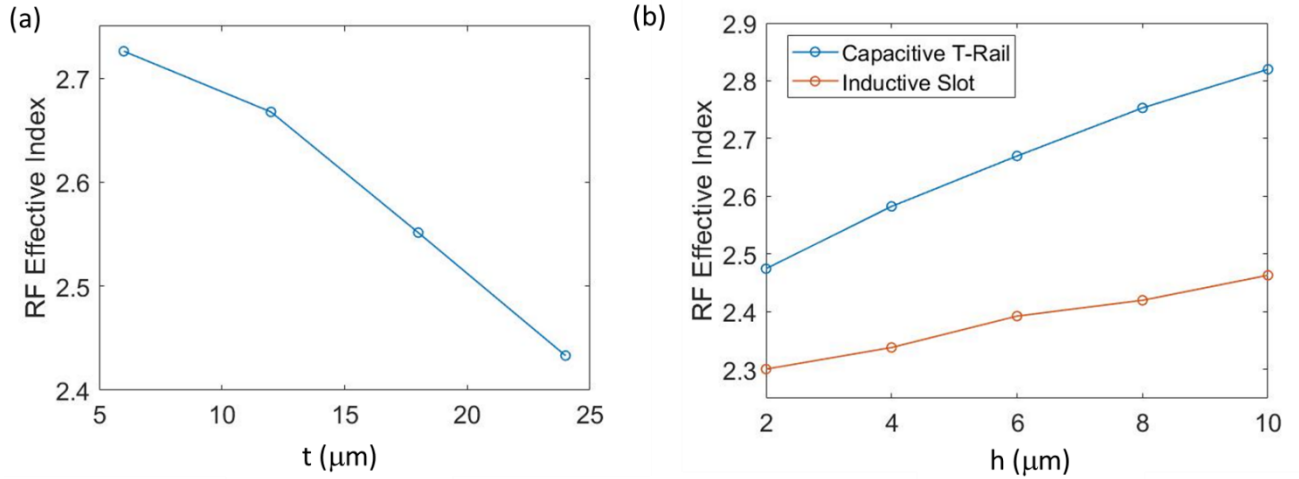 (a)
RF Effective Index
2.7
2.6
2.5
2.4
5
10
15
20
25
t (μm)
(b)
RF Effective Index
2.9
2.8
2.7
2.6
2.5
2.4
2.3
Capacitive T-Rail
Inductive Slot
2
4
6
8
10
h (μm)